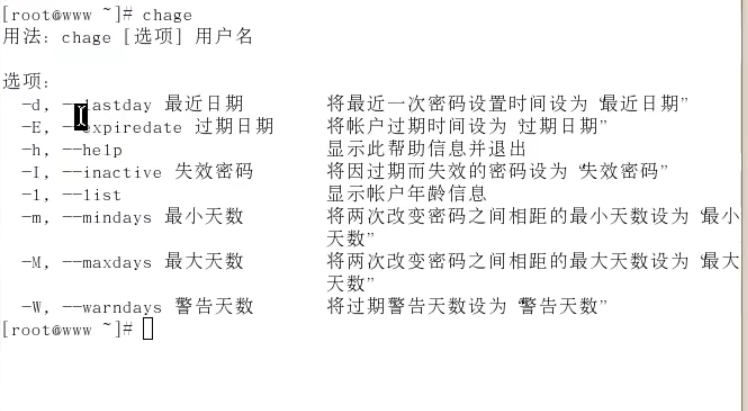 [root@www ~]# chage
用法: chage [选项] 用户名
选项:
-d, --lastday 最近日期 将最近一次密码设置时间设为“最近日期”
-E, --expiredate 过期日期 将帐户过期时间设为“过期日期”
-h, --help 显示此帮助信息并退出
-I, --inactive 失效密码 将因过期而失效的密码设为“失效密码”
-l, --list 显示帐户年龄信息
-m, --mindays 最小天数 将两次改变密码之间相距的最小天数设为“最小
天数”
-M, --maxdays 最大天数 将两次改变密码之间相距的最大天数设为“最大
天数”
-W, --warndays 警告天数 将过期警告天数设为“警告天数”
[root@www ~]#